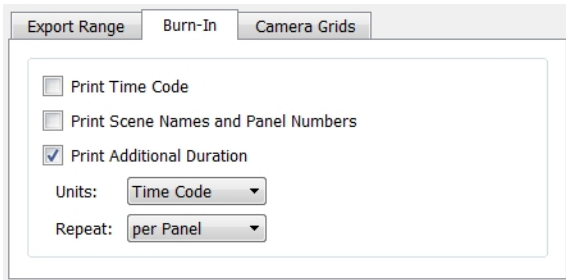 Export Range Burn-In Camera Grids
Print Time Code
Print Scene Names and Panel Numbers
Print Additional Duration
Units: Time Code
Repeat: per Panel